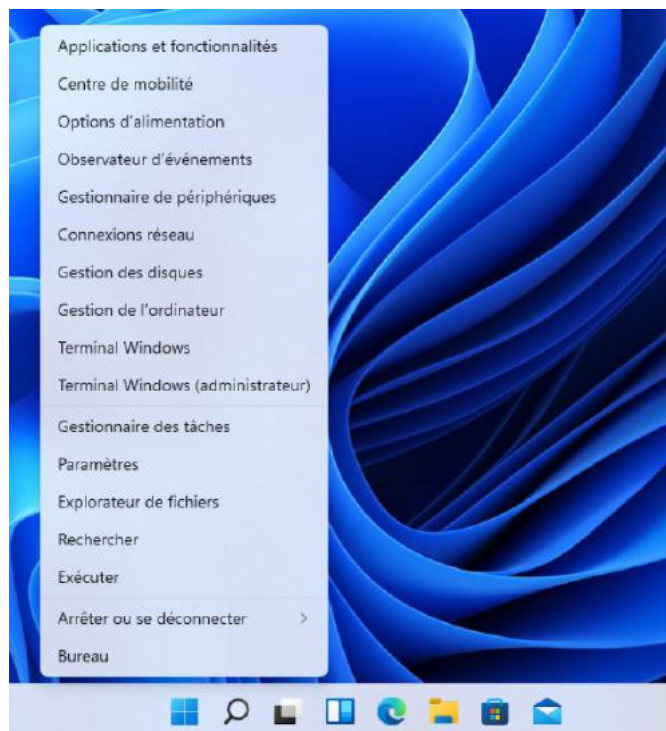 Applications et fonctionnalités
Centre de mobilité
Options d'alimentation
Observateur d'événements
Gestionnaire de périphériques
Connexions réseau
Gestion des disques
Gestion de l'ordinateur
Terminal Windows
Terminal Windows (administrateur)
Gestionnaire des tâches
Paramètres
Explorateur de fichiers
Rechercher
Exécuter
Arrêter ou se déconnecter
Bureau